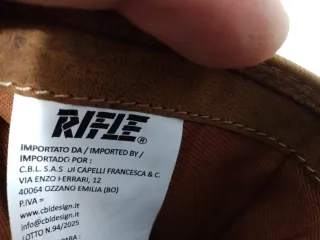 RIFLE®
IMPORTATO DA / IMPORTED BY /
IMPORTADO POR :
C.B.L. S.A.S DI CAPELLI FRANCESCA & C.
VIA ENZO FERRARI, 12
40064 OZZANO EMILIA (BO)
P.IVA =
www.cbldesign.it
@cbldesign.it
LOTTO N.94/2025
PARA :